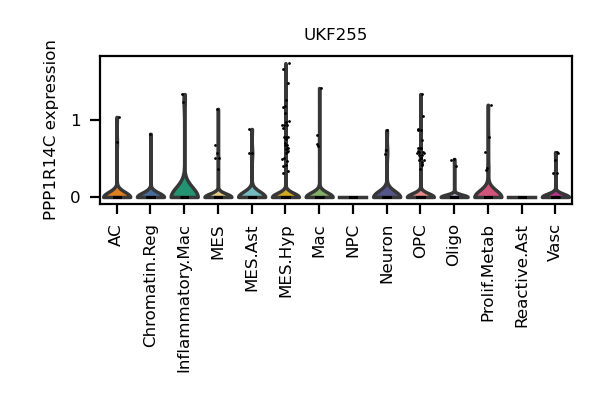 UKF255
PPP1R14C expression
1
0
AC
Chromatin.Reg
Inflammatory.Mac
MES
MES.Ast
MES.Hyp
Mac
NPC
Neuron
OPC
Oligo
Prolif.Metab
Reactive.Ast
Vasc